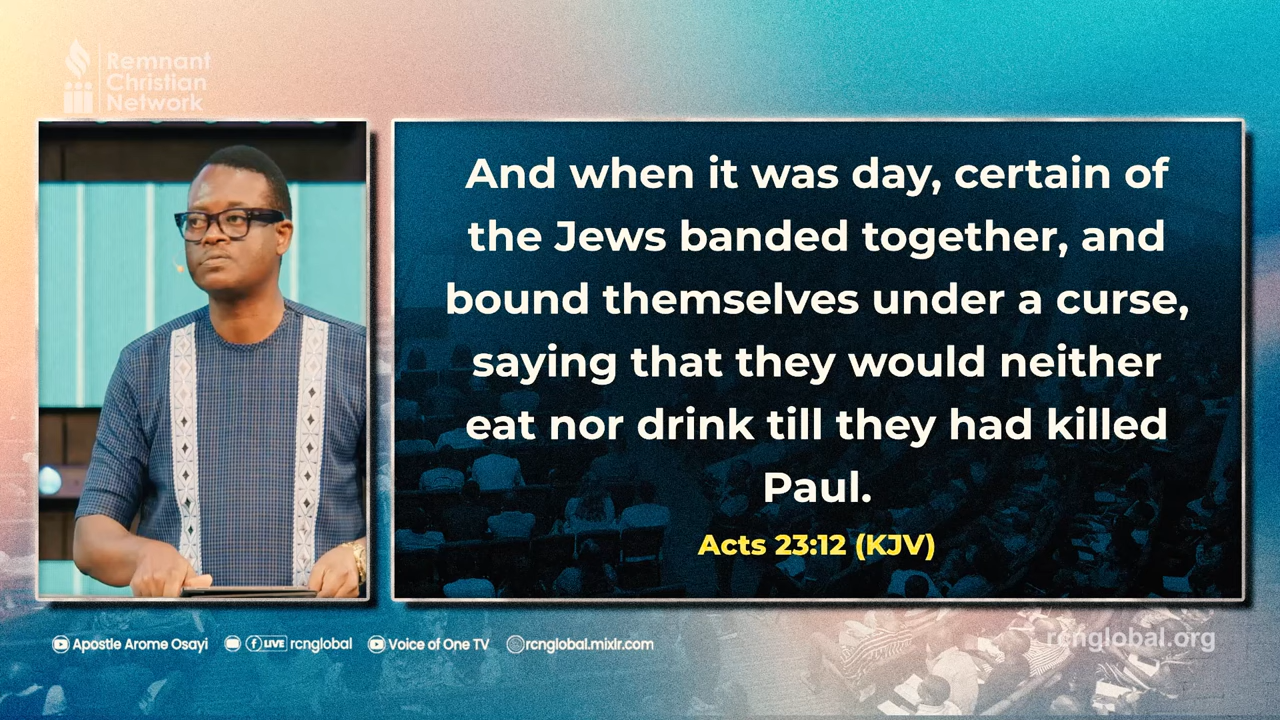 Remnant
Christian
Network
And when it was day, certain of
the Jews banded together, and
bound themselves under a curse,
saying that they would neither
eat nor drink till they had killed
Paul.
Acts 23:12 (KJV)
Apostle Arome Osayi LIVE rcnglobal Voice of One TV rcnglobal.mixlr.com
rcnglobal.org